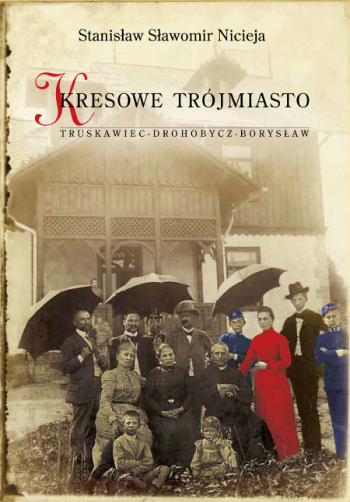 Stanisław Sławomir Nicieja
KRESOWE TRÓJMIASTO
TRUSKAWIEC-DROHOBYCZ-BORYSŁAW